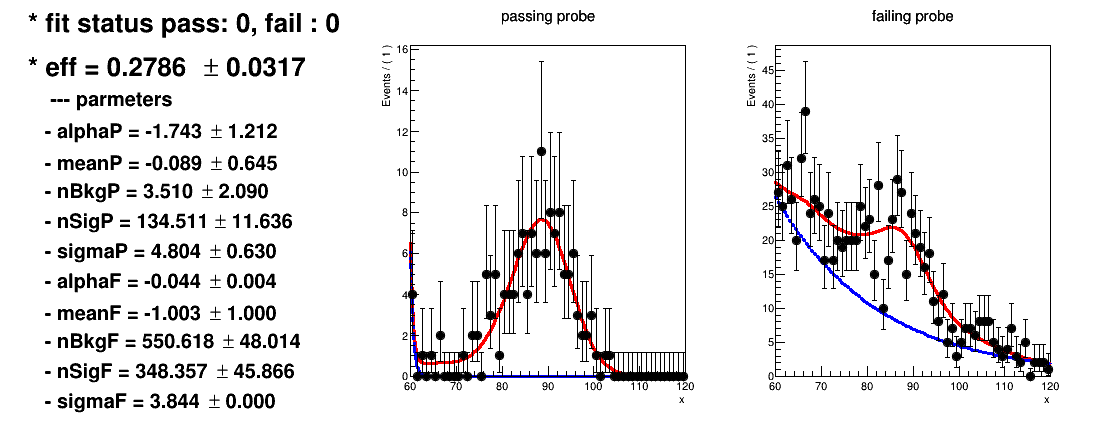 * fit status pass: 0, fail : 0
* eff = 0.2786 ± 0.0317
--- parmeters
- alphaP = -1.743 ± 1.212
- meanP = -0.089 ± 0.645
- nBkgP = 3.510 ± 2.090
- nSigP = 134.511 ± 11.636
- sigmaP = 4.804 ± 0.630
- alphaF = -0.044 ± 0.004
- meanF = -1.003 ± 1.000
- nBkgF = 550.618 ± 48.014
- nSigF = 348.357 ± 45.866
- sigmaF = 3.844 ± 0.000
passing probe
Events / ( 1 )
16
14
12
10
8
6
4
2
0
60 70 80 90 100 110 120
x
failing probe
Events / ( 1 )
45
40
35
30
25
20
15
10
5
0
60 70 80 90 100 110 120
x